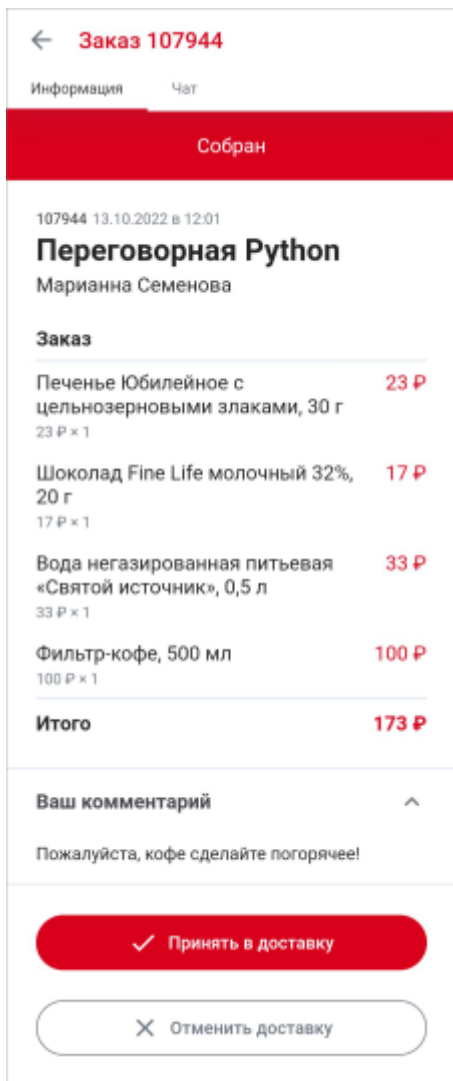 Заказ 107944
Информация Чат
Собран
107944 13.10.2022 в 12:01
Переговорная Python
Марианна Семенова
Заказ
Печенье Юбилейное с 23 ₽
цельнозерновыми злаками, 30 г
23 ₽ × 1
Шоколад Fine Life молочный 32%, 17 ₽
20 г
17 ₽ × 1
Вода негазированная питьевая 33 ₽
«Святой источник», 0,5 л
33 ₽ × 1
Фильтр-кофе, 500 мл 100 ₽
100 ₽ × 1
Итого 173 ₽
Ваш комментарий
Пожалуйста, кофе сделайте погорячее!
Принять в доставку
Отменить доставку